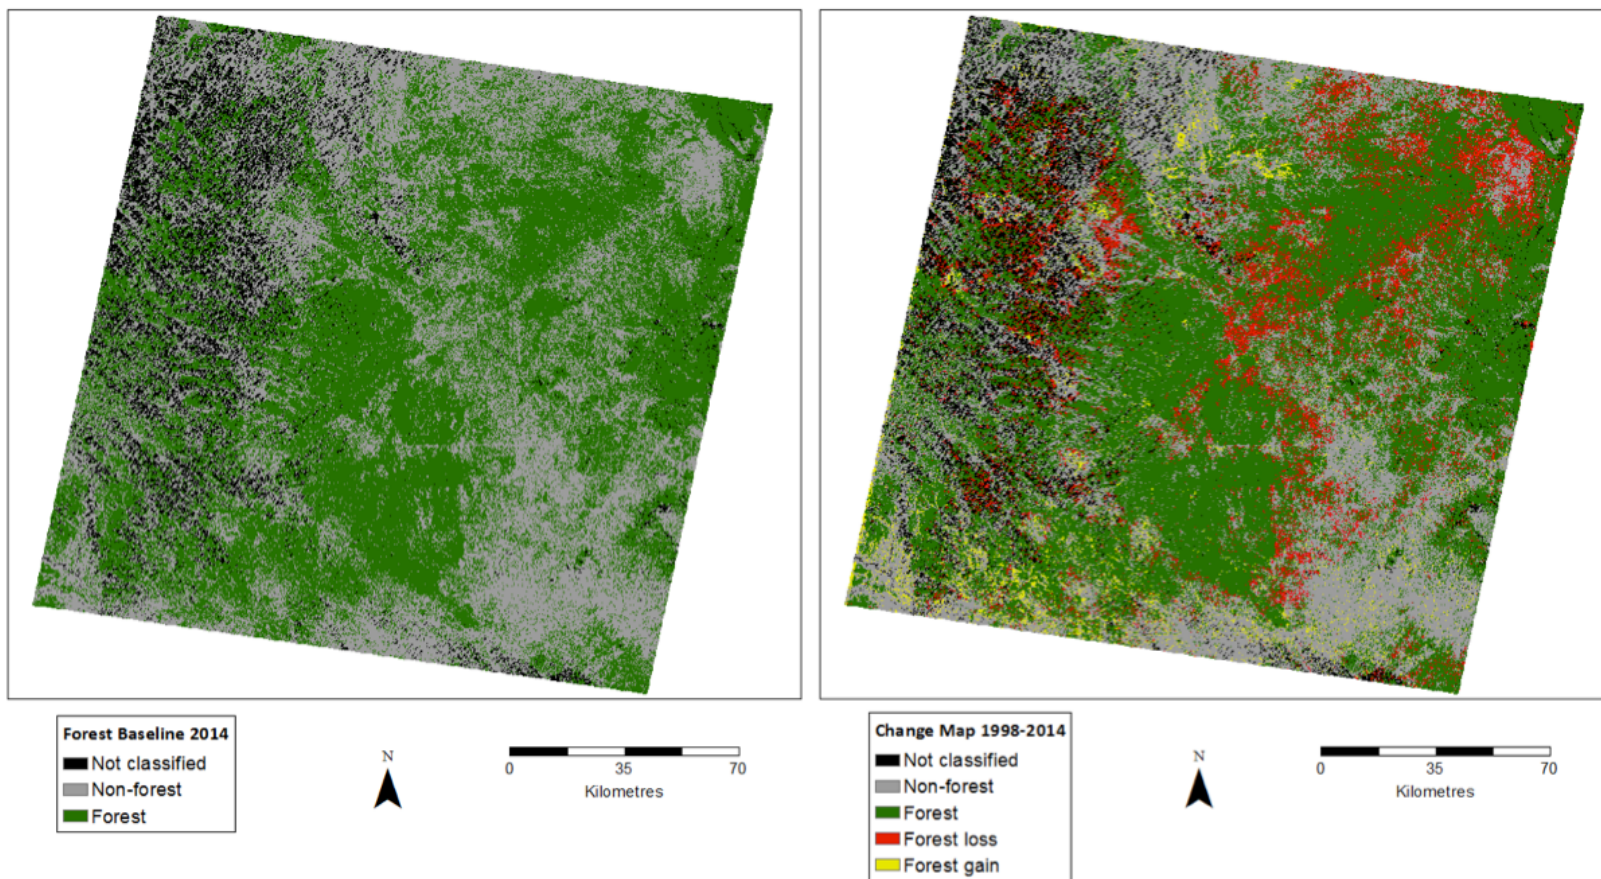 Forest Baseline 2014
Not classified
Non-forest
Forest
N
0 35 70
Kilometres
Change Map 1998-2014
Not classified
Non-forest
Forest
Forest loss
Forest gain
N
0 35 70
Kilometres